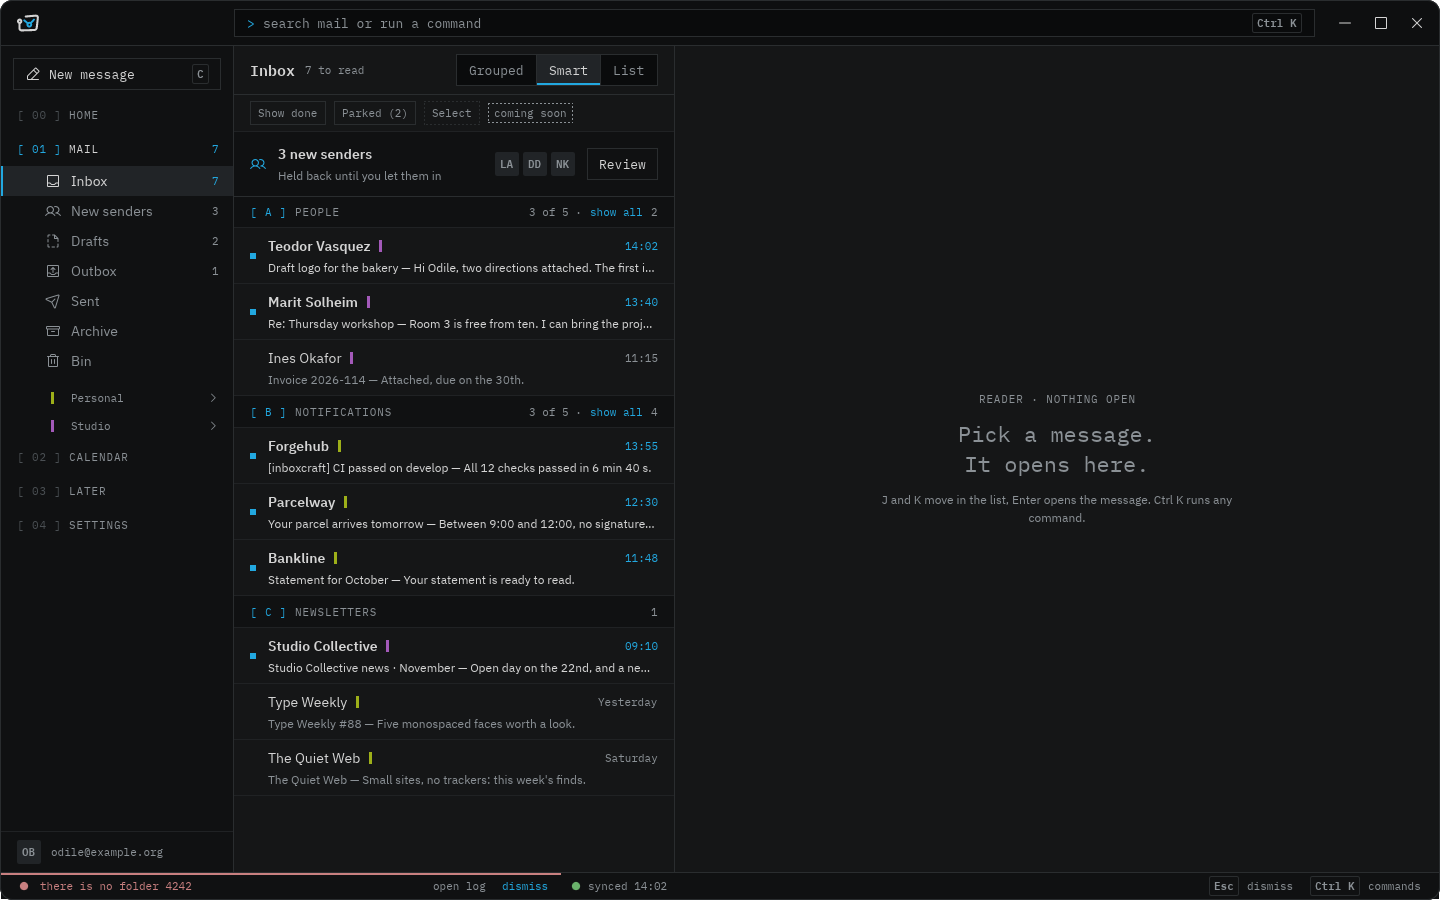 > search mail or run a command Ctrl K
New message C
[ 00 ] HOME
[ 01 ] MAIL 7
Inbox 7
New senders 3
Drafts 2
Outbox 1
Sent
Archive
Bin
Personal
Studio
[ 02 ] CALENDAR
[ 03 ] LATER
[ 04 ] SETTINGS
OB odile@example.org
Inbox 7 to read Grouped Smart List
Show done Parked (2) Select coming soon
3 new senders
Held back until you let them in
LA DD NK Review
[ A ] PEOPLE 3 of 5 · show all 2
Teodor Vasquez 14:02
Draft logo for the bakery — Hi Odile, two directions attached. The first i...
Marit Solheim 13:40
Re: Thursday workshop — Room 3 is free from ten. I can bring the proj...
Ines Okafor 11:15
Invoice 2026-114 — Attached, due on the 30th.
[ B ] NOTIFICATIONS 3 of 5 · show all 4
Forgehub 13:55
[inboxcraft] CI passed on develop — All 12 checks passed in 6 min 40 s.
Parcelway 12:30
Your parcel arrives tomorrow — Between 9:00 and 12:00, no signature...
Bankline 11:48
Statement for October — Your statement is ready to read.
[ C ] NEWSLETTERS 1
Studio Collective 09:10
Studio Collective news · November — Open day on the 22nd, and a ne...
Type Weekly Yesterday
Type Weekly #88 — Five monospaced faces worth a look.
The Quiet Web Saturday
The Quiet Web — Small sites, no trackers: this week's finds.
READER · NOTHING OPEN
Pick a message.
It opens here.
J and K move in the list, Enter opens the message. Ctrl K runs any
command.
there is no folder 4242 open log dismiss synced 14:02 Esc dismiss Ctrl K commands